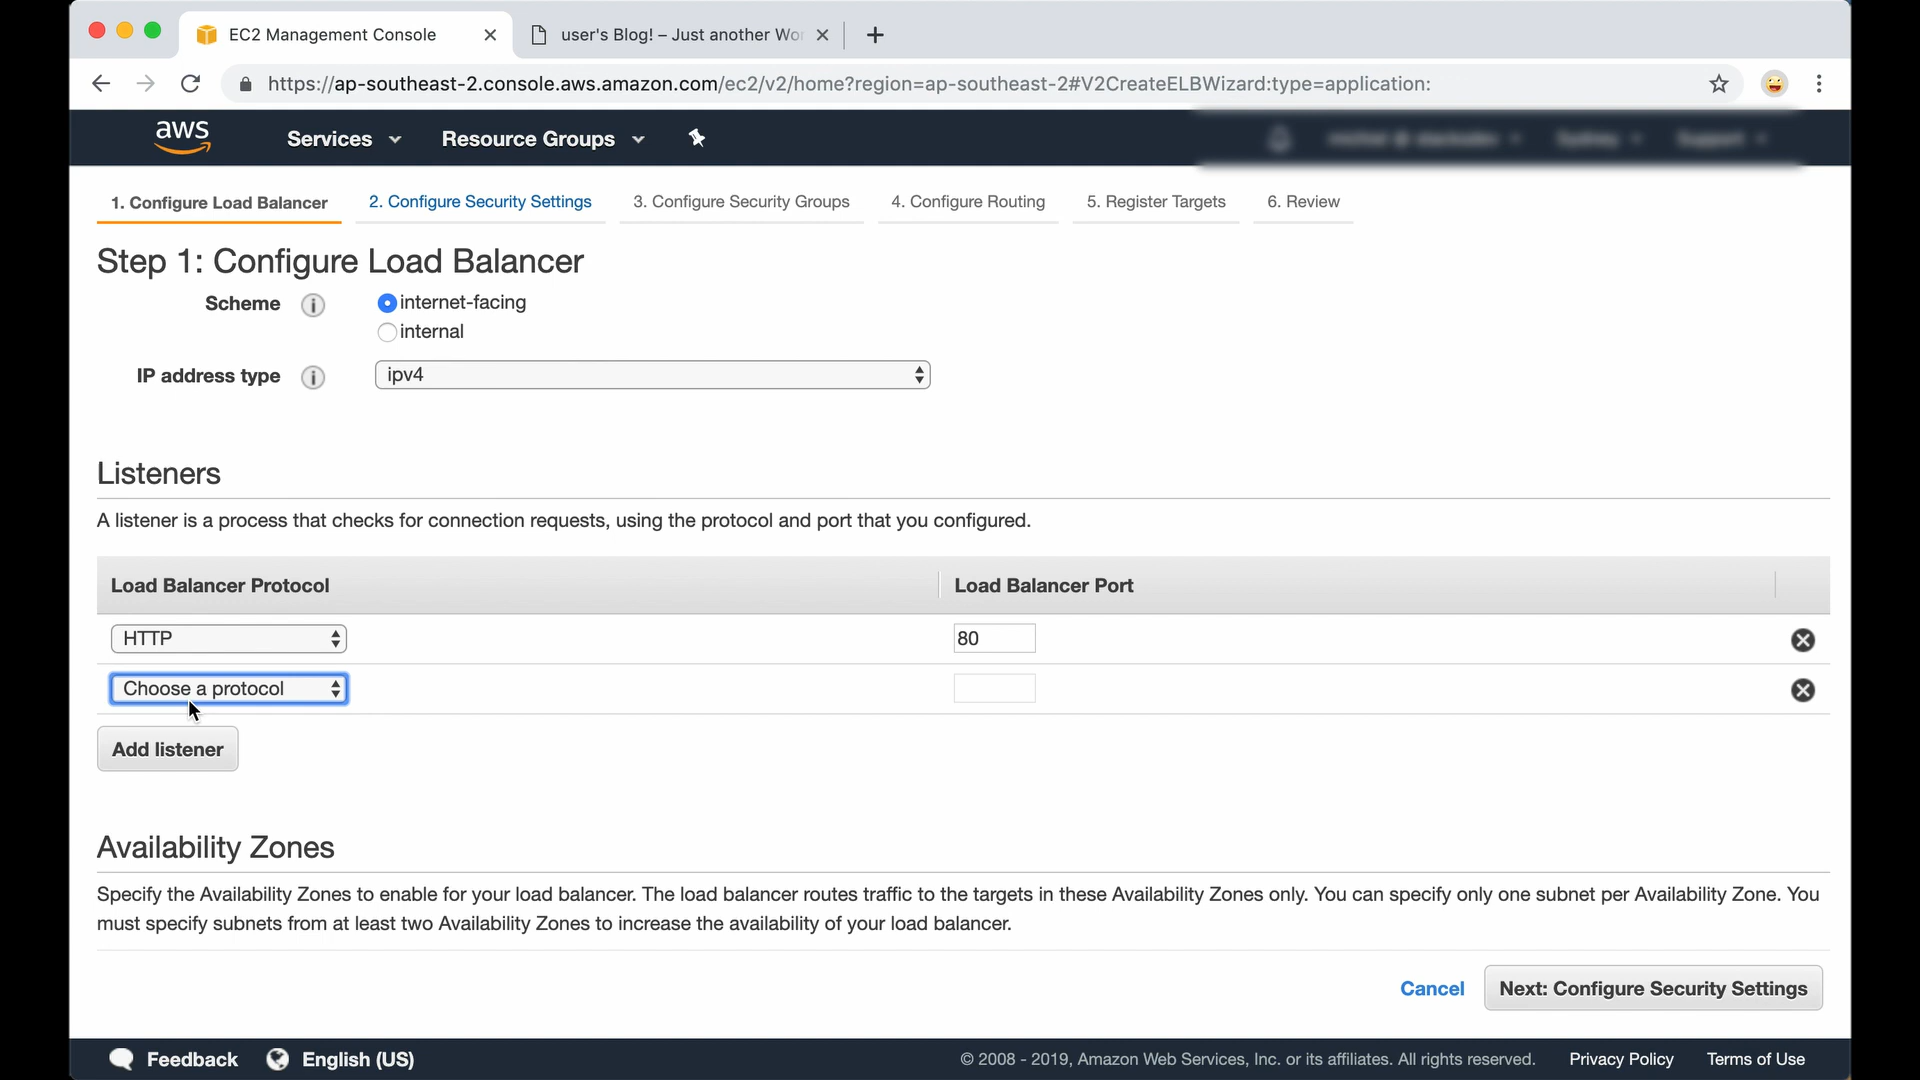 EC2 Management Console
user's Blog! – Just another Wo
https://ap-southeast-2.console.aws.amazon.com/ec2/v2/home?region=ap-southeast-2#V2CreateELBWizard:type=application:
aws
Services
Resource Groups
1. Configure Load Balancer
2. Configure Security Settings
3. Configure Security Groups
4. Configure Routing
5. Register Targets
6. Review
Step 1: Configure Load Balancer
Scheme
internet-facing
internal
IP address type
ipv4
Listeners
A listener is a process that checks for connection requests, using the protocol and port that you configured.
Load Balancer Protocol
Load Balancer Port
HTTP
80
Choose a protocol
Add listener
Availability Zones
Specify the Availability Zones to enable for your load balancer. The load balancer routes traffic to the targets in these Availability Zones only. You can specify only one subnet per Availability Zone. You
must specify subnets from at least two Availability Zones to increase the availability of your load balancer.
Cancel
Next: Configure Security Settings
Feedback
English (US)
© 2008 - 2019, Amazon Web Services, Inc. or its affiliates. All rights reserved.
Privacy Policy
Terms of Use